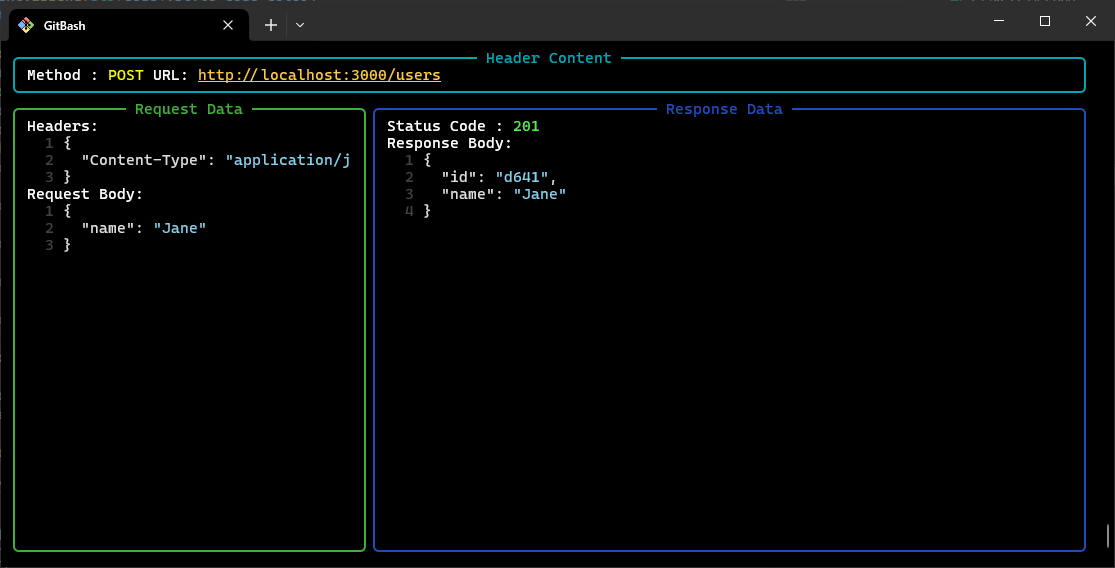 GitBash
Header Content
Method : POST URL: http://localhost:3000/users
Request Data
Headers:
1 {
2   "Content-Type": "application/j
3 }
Request Body:
1 {
2   "name": "Jane"
3 }
Response Data
Status Code : 201
Response Body:
1 {
2   "id": "d641",
3   "name": "Jane"
4 }